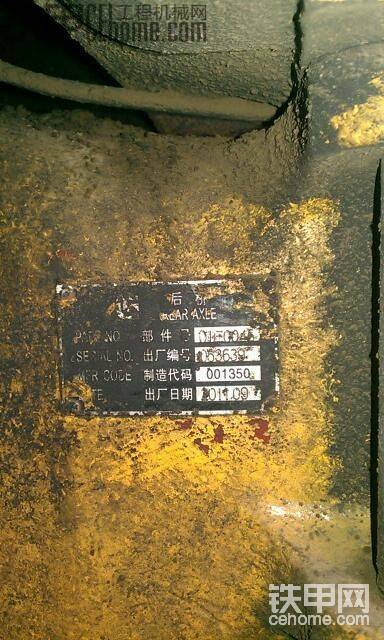 工程机械网
Cehome.com
后桥
REAR AXLE
PARTS NO. 部件号
SERIAL NO. 出厂编号 053639
MFR CODE 制造代码 001350
出厂日期 2011.09
铁甲网
cehome.com